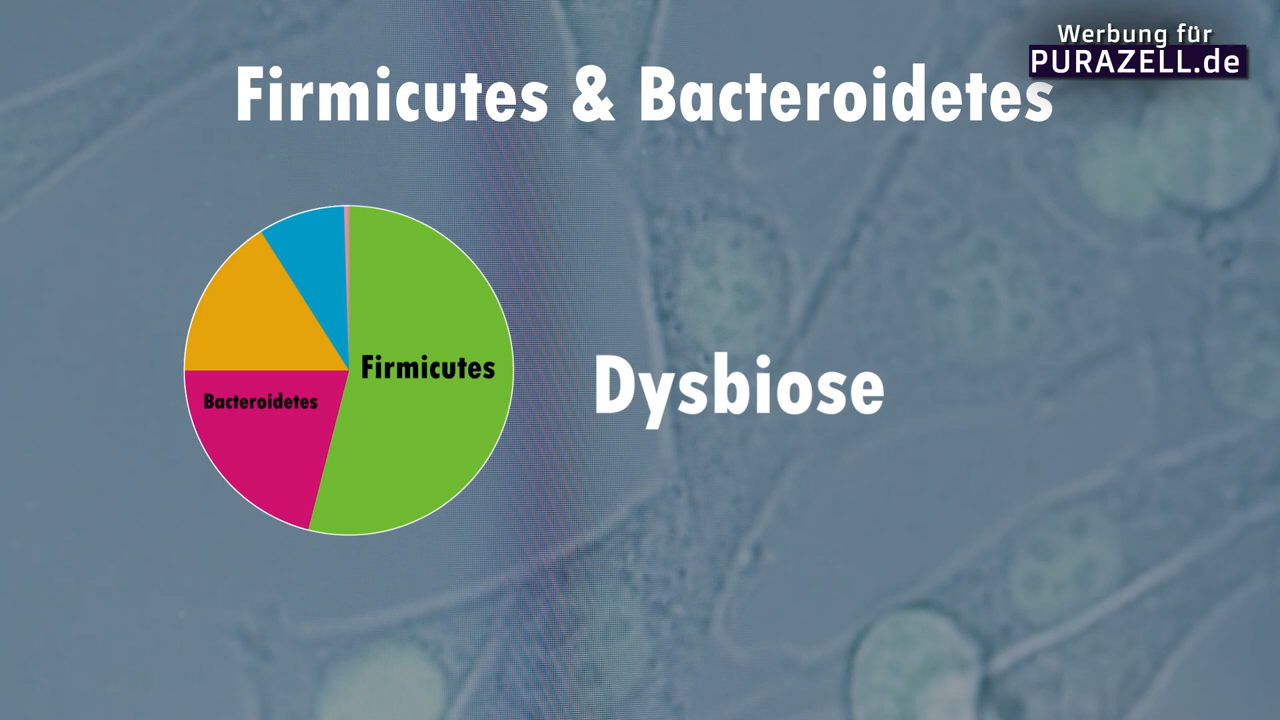 Werbung für
PURAZELL.de
Firmicutes & Bacteroidetes
Firmicutes
Bacteroidetes
Dysbiose